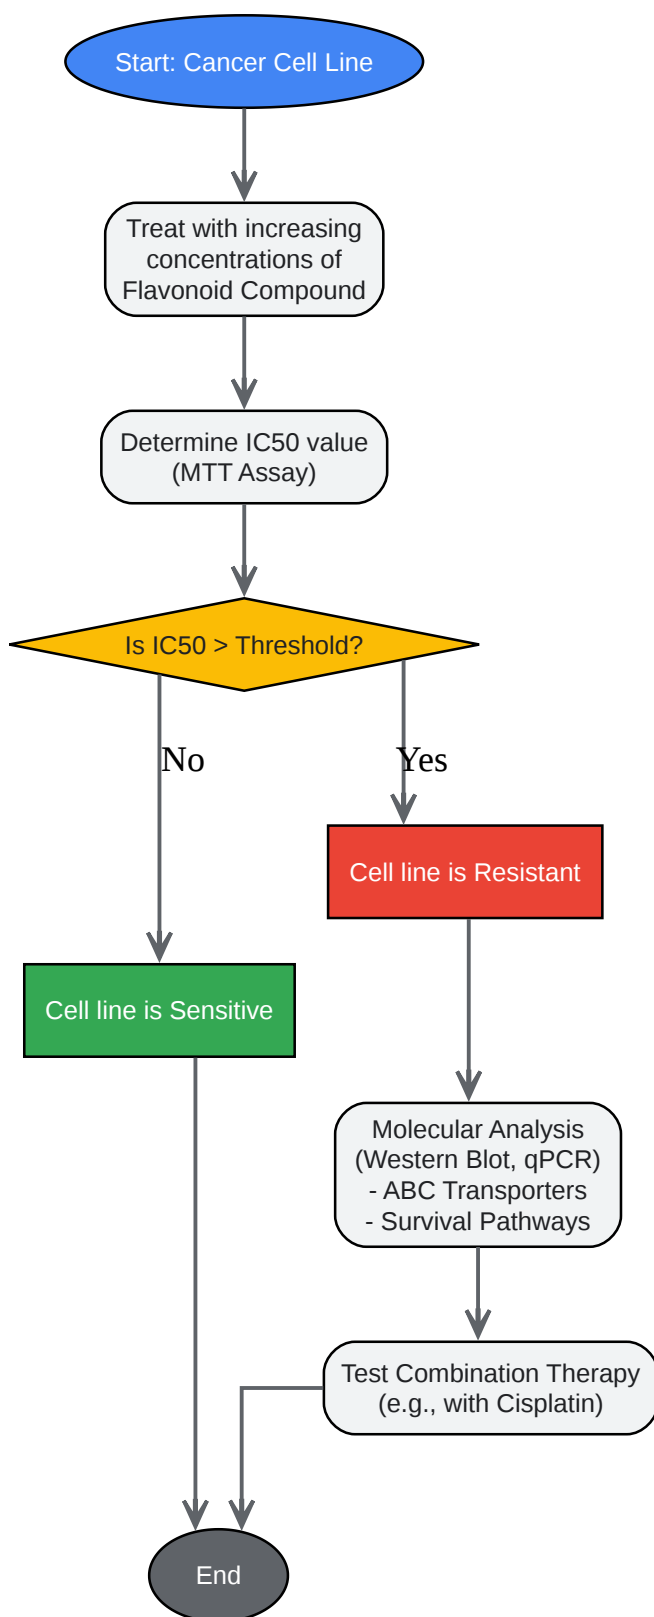 Start: Cancer Cell Line
Treat with increasing
concentrations of
Flavonoid Compound
Determine IC50 value
(MTT Assay)
Is IC50 > Threshold?
No
Yes
Cell line is Resistant
Cell line is Sensitive
Molecular Analysis
(Western Blot, qPCR)
- ABC Transporters
- Survival Pathways
Test Combination Therapy
(e.g., with Cisplatin)
End